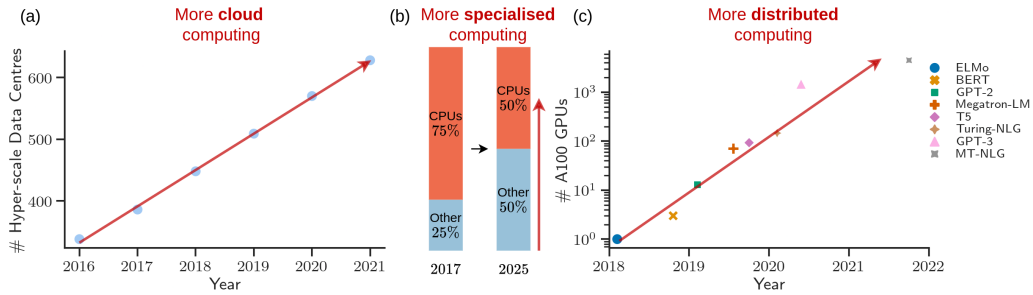 (a)
More cloud
computing
# Hyper-scale Data Centres
600
500
400
2016
2017
2018
2019
2020
2021
Year
(b)
More specialised
computing
CPUs
75%
Other
25%
2017
CPUs
50%
Other
50%
2025
(c)
More distributed
computing
# A100 GPUs
10³
10²
10¹
10⁰
2018
2019
2020
2021
2022
Year
ELMo
BERT
GPT-2
Megatron-LM
T5
Turing-NLG
GPT-3
MT-NLG